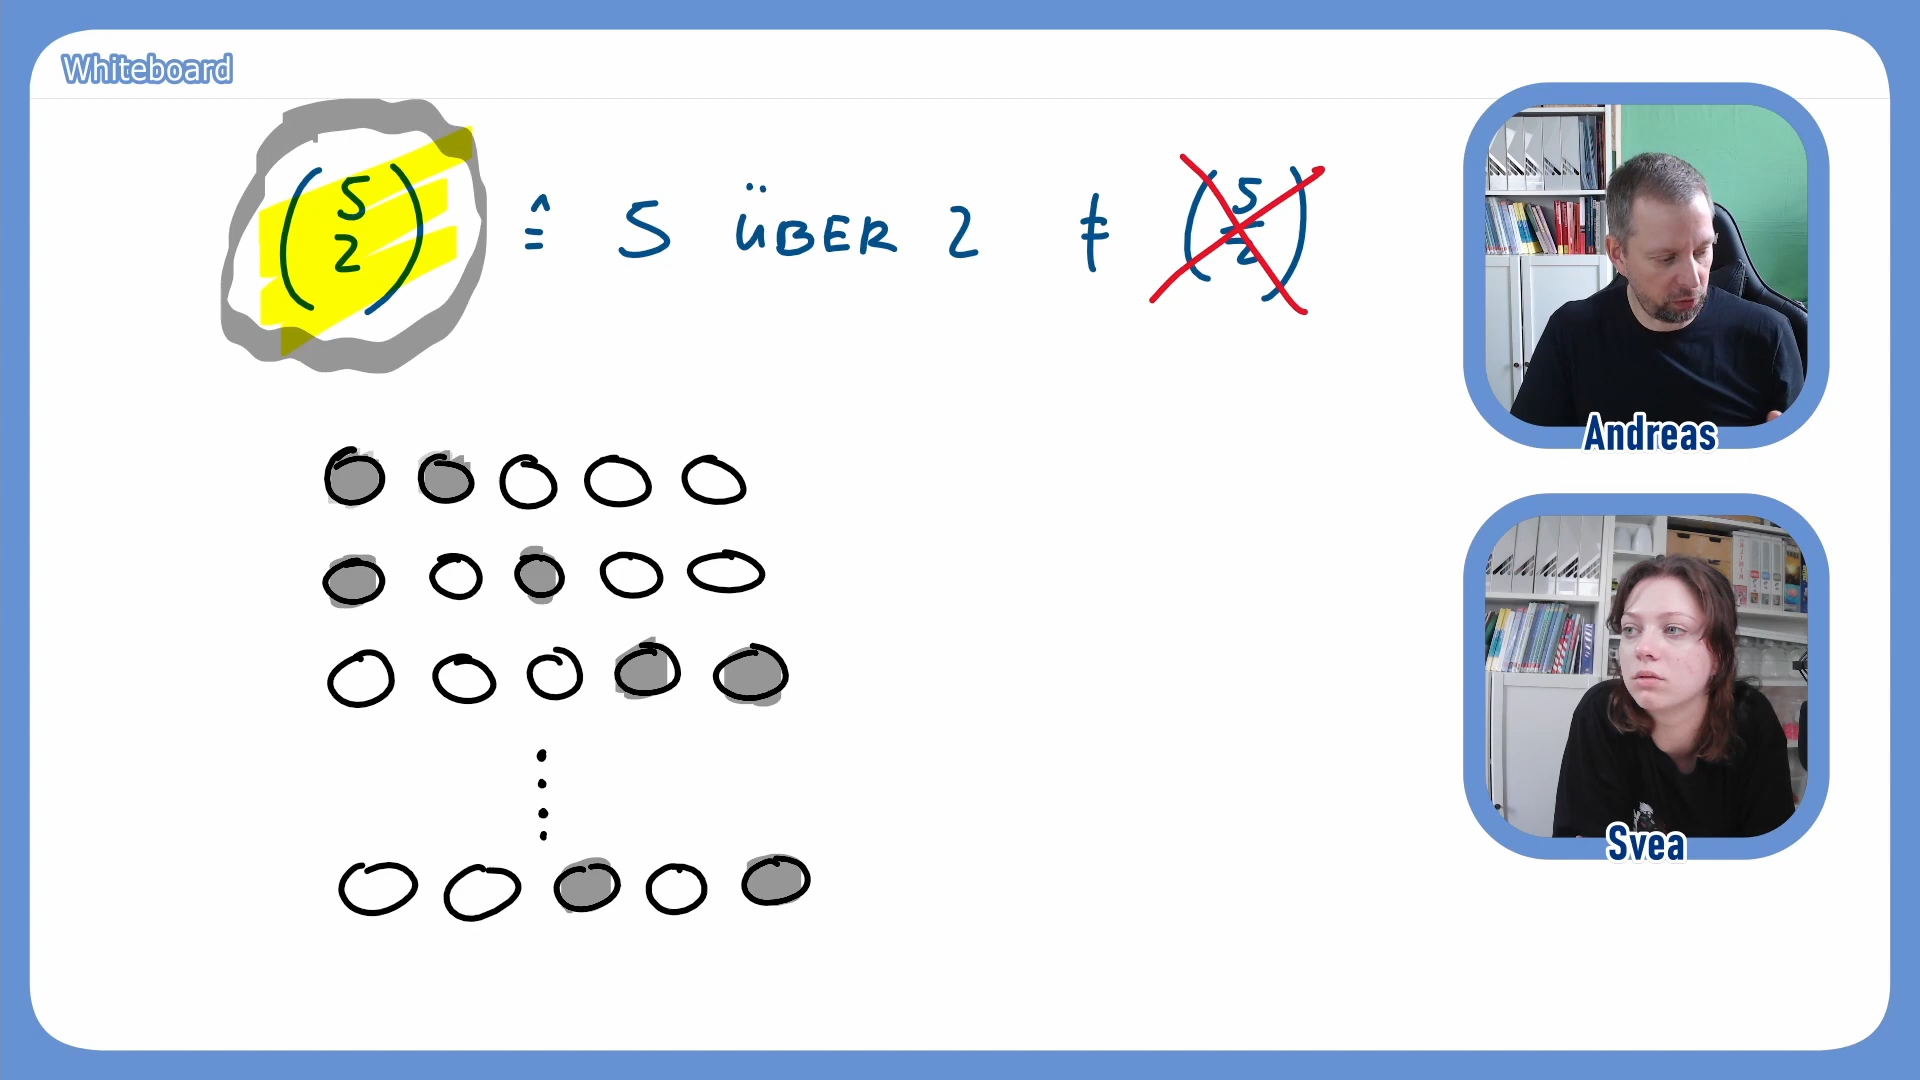 Whiteboard
(5 2) ≙ 5 ÜBER 2 ≠ (5/2)
Andreas
Svea